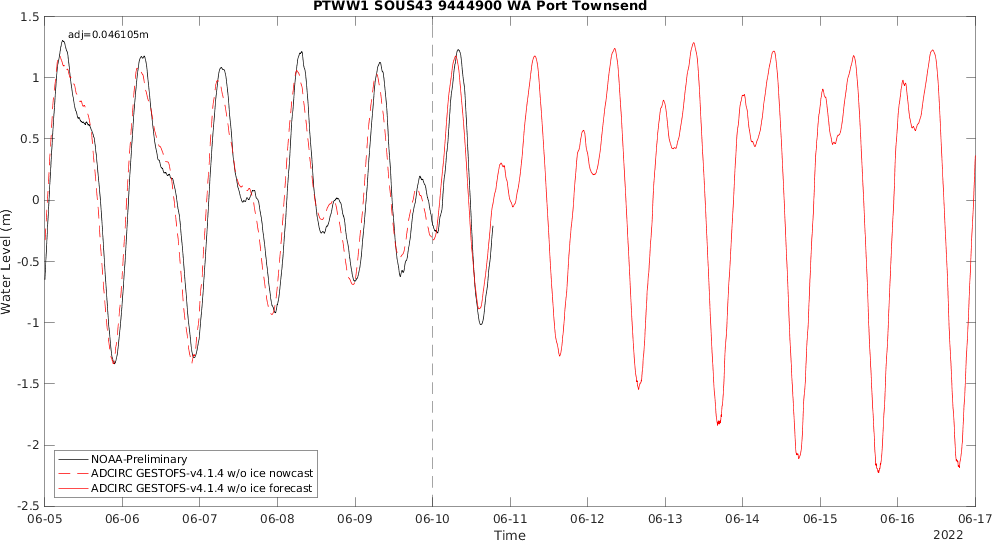 PTWW1 SOUS43 9444900 WA Port Townsend
adj=0.046105m
1.5
1
0.5
0
-0.5
-1
-1.5
-2
-2.5
Water Level (m)
NOAA-Preliminary
ADCIRC GESTOFS-v4.1.4 w/o ice nowcast
ADCIRC GESTOFS-v4.1.4 w/o ice forecast
06-05 06-06 06-07 06-08 06-09 06-10 06-11 06-12 06-13 06-14 06-15 06-16 06-17
Time
2022